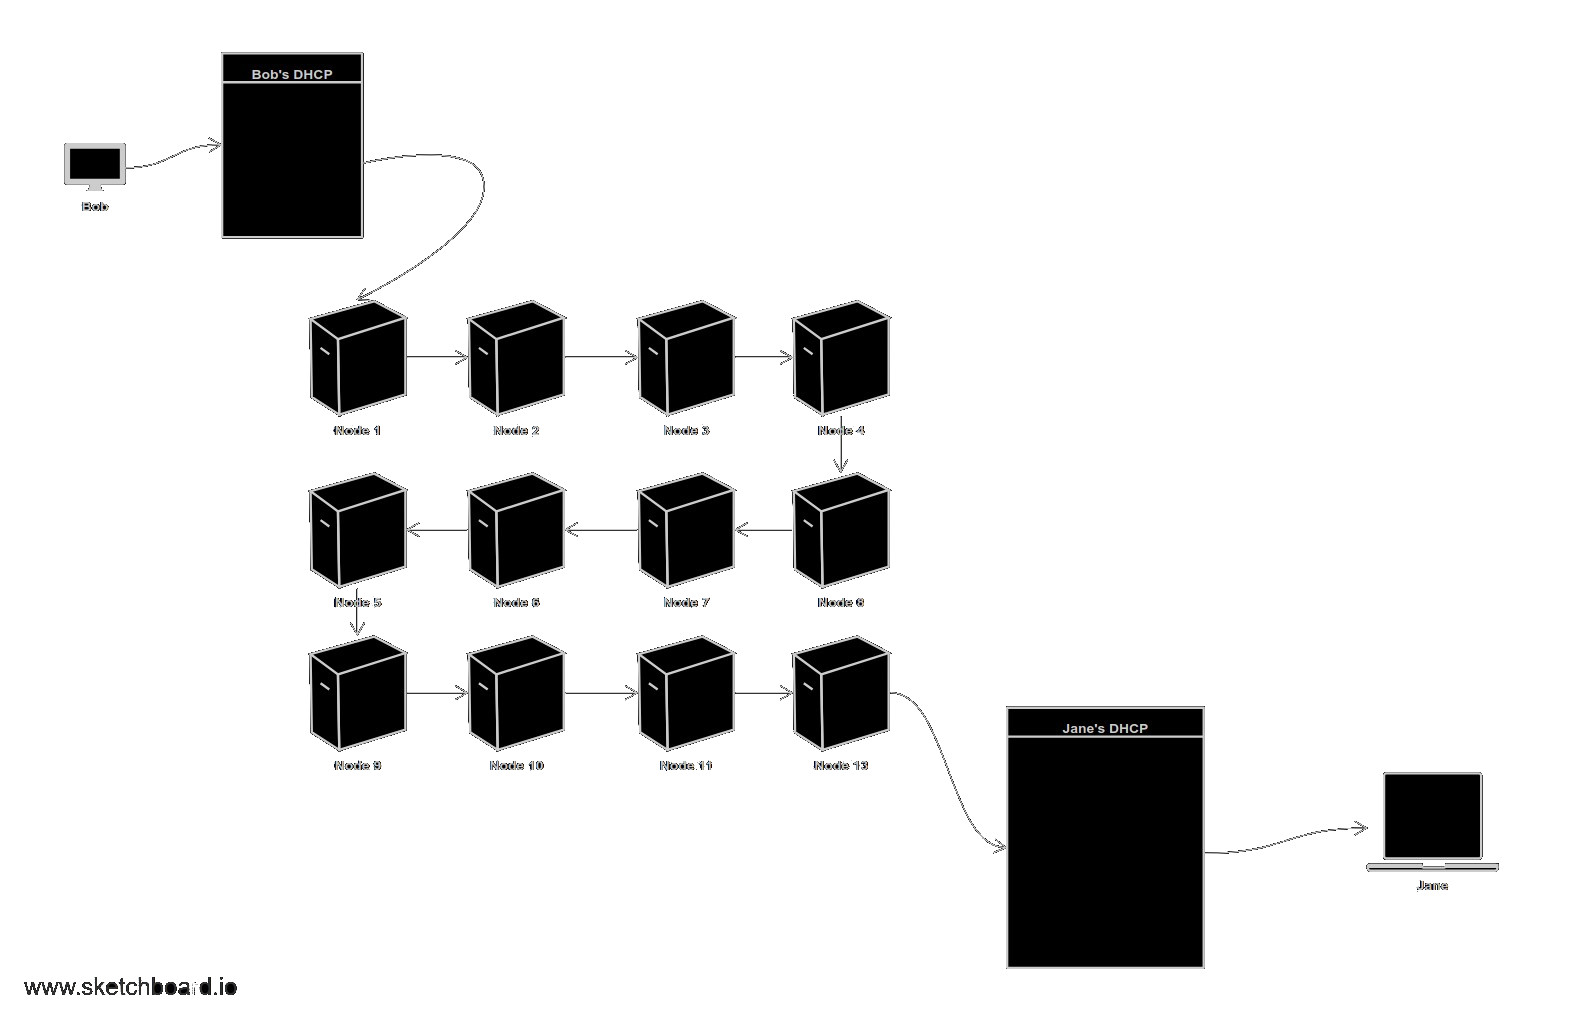 Bob's DHCP
Bob
Node 1
Node 2
Node 3
Node 4
Node 5
Node 6
Node 7
Node 8
Node 9
Node 10
Node 11
Node 13
Jane's DHCP
Jane
www.sketchboard.io